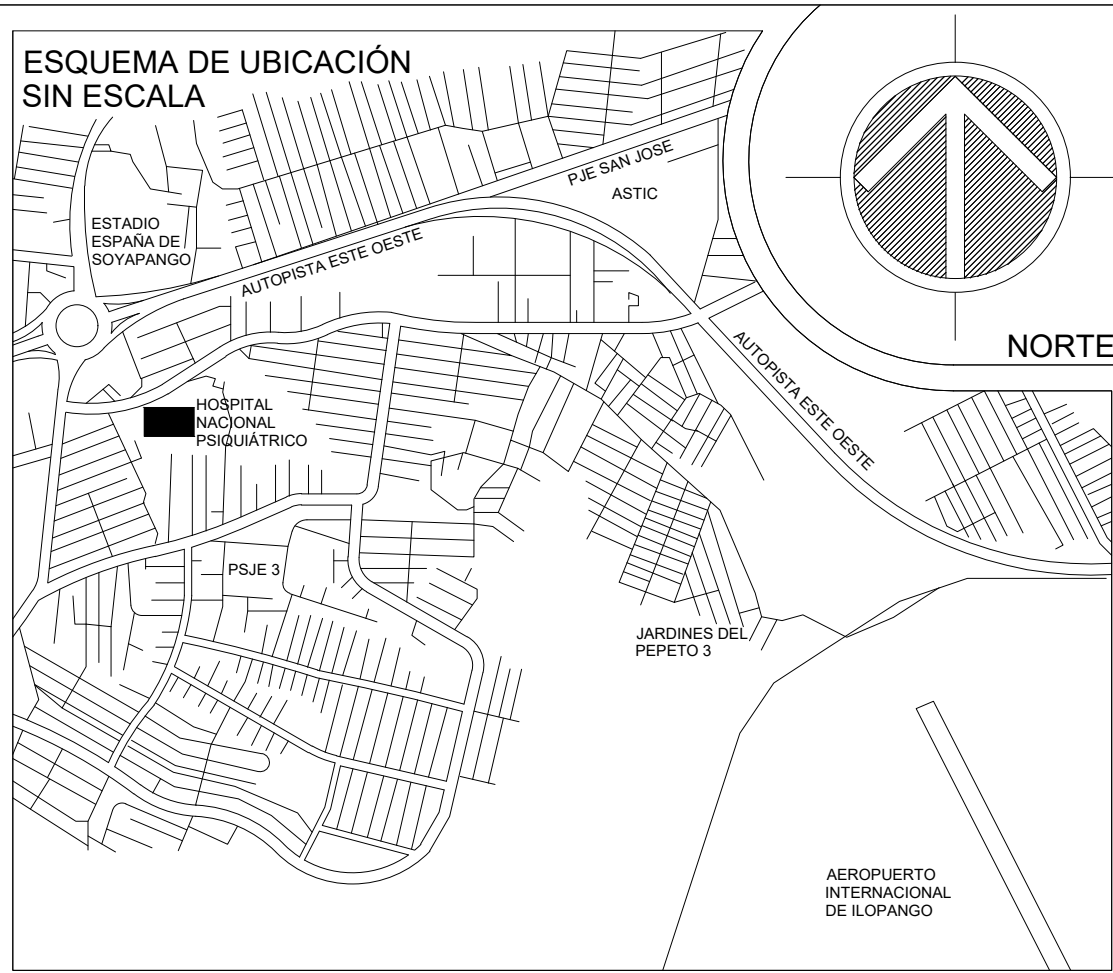 ESQUEMA DE UBICACIÓN
SIN ESCALA
PJE SAN JOSE
ASTIC
ESTADIO
ESPAÑA DE
SOYAPANGO
AUTOPISTA ESTE OESTE
NORTE
AUTOPISTA ESTE OESTE
HOSPITAL
NACIONAL
PSIQUIÁTRICO
PSJE 3
JARDINES DEL
PEPETO 3
AEROPUERTO
INTERNACIONAL
DE ILOPANGO